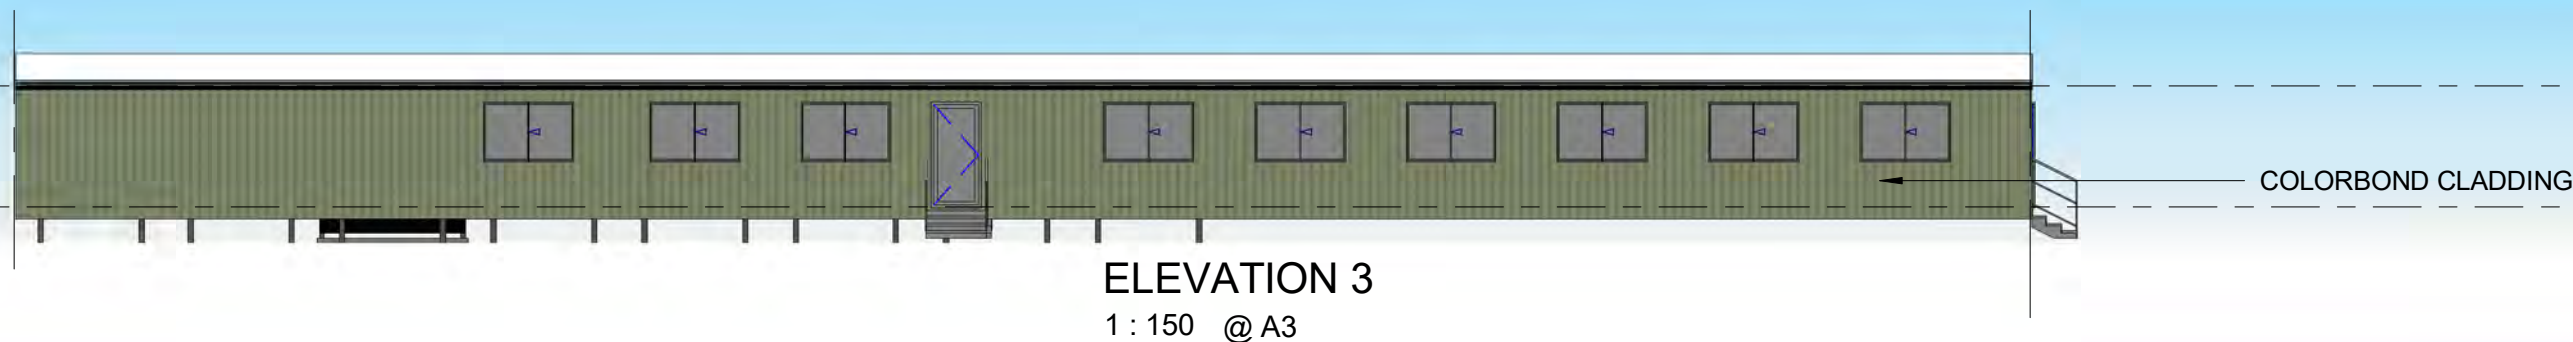 COLORBOND CLADDING
ELEVATION 3
1 : 150 @ A3